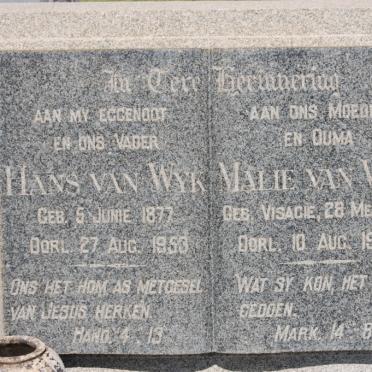 In Tere Herinnering
AAN MY EGGENOOT
EN ONS VADER
HANS VAN WYK
GEB. 5 JUNIE 1877
OORL. 27 AUG. 1950
ONS HET HOM AS METGESEL
VAN JESUS HERKEN
HAND. 4 . 13
AAN ONS MOED
EN OUMA
MALIE VAN W
GEB. VISAGIE, 28 ME
OORL. 10 AUG. 19
WAT SY KON, HET
GEDOEN.
MARK. 14 . 8